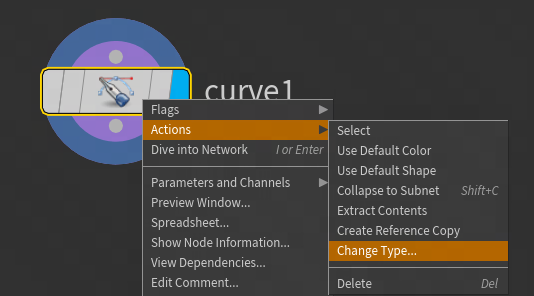 curve1
Flags
Actions
Dive into Network I or Enter
Parameters and Channels
Preview Window...
Spreadsheet...
Show Node Information...
View Dependencies...
Edit Comment...
Select
Use Default Color
Use Default Shape
Collapse to Subnet Shift+C
Extract Contents
Create Reference Copy
Change Type...
Delete Del